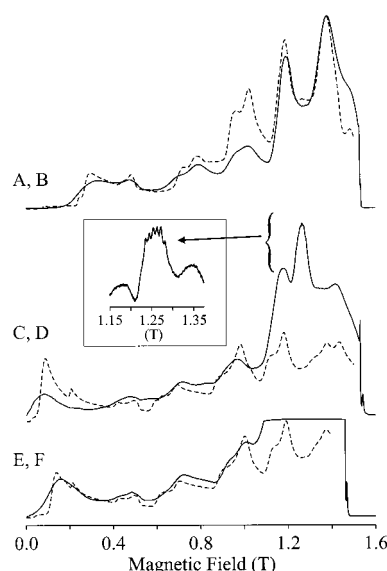 A, B
1.15 1.25 1.35
(T)
C, D
E, F
0.0 0.4 0.8 1.2 1.6
Magnetic Field (T)